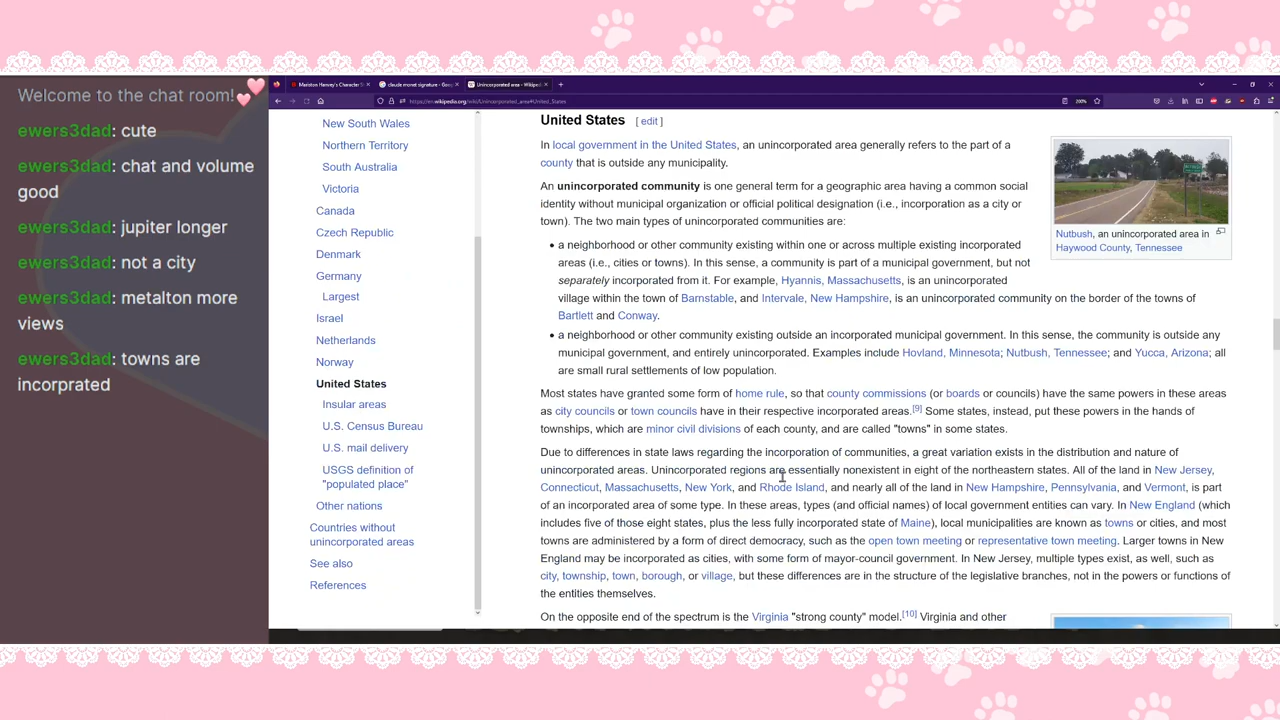 Welcome to the chat room!
ewers3dad: cute
ewers3dad: chat and volume
good
ewers3dad: jupiter longer
ewers3dad: not a city
ewers3dad: metalton more
views
ewers3dad: towns are
incorprated
claude monet signature - Goog
Unincorporated area - Wikiped
https://en.wikipedia.org/wiki/Unincorporated_area#United_States
200%
New South Wales
Northern Territory
South Australia
Victoria
Canada
Czech Republic
Denmark
Germany
Largest
Israel
Netherlands
Norway
United States
Insular areas
U.S. Census Bureau
U.S. mail delivery
USGS definition of
"populated place"
Other nations
Countries without
unincorporated areas
See also
References
United States [ edit ]
In local government in the United States, an unincorporated area generally refers to the part of a
county that is outside any municipality.
An unincorporated community is one general term for a geographic area having a common social
identity without municipal organization or official political designation (i.e., incorporation as a city or
town). The two main types of unincorporated communities are:
• a neighborhood or other community existing within one or across multiple existing incorporated
areas (i.e., cities or towns). In this sense, a community is part of a municipal government, but not
separately incorporated from it. For example, Hyannis, Massachusetts, is an unincorporated
village within the town of Barnstable, and Intervale, New Hampshire, is an unincorporated community on the border of the towns of
Bartlett and Conway.
• a neighborhood or other community existing outside an incorporated municipal government. In this sense, the community is outside any
municipal government, and entirely unincorporated. Examples include Hovland, Minnesota; Nutbush, Tennessee; and Yucca, Arizona; all
are small rural settlements of low population.
Most states have granted some form of home rule, so that county commissions (or boards or councils) have the same powers in these areas
as city councils or town councils have in their respective incorporated areas.[9] Some states, instead, put these powers in the hands of
townships, which are minor civil divisions of each county, and are called "towns" in some states.
Due to differences in state laws regarding the incorporation of communities, a great variation exists in the distribution and nature of
unincorporated areas. Unincorporated regions are essentially nonexistent in eight of the northeastern states. All of the land in New Jersey,
Connecticut, Massachusetts, New York, and Rhode Island, and nearly all of the land in New Hampshire, Pennsylvania, and Vermont, is part
of an incorporated area of some type. In these areas, types (and official names) of local government entities can vary. In New England (which
includes five of those eight states, plus the less fully incorporated state of Maine), local municipalities are known as towns or cities, and most
towns are administered by a form of direct democracy, such as the open town meeting or representative town meeting. Larger towns in New
England may be incorporated as cities, with some form of mayor-council government. In New Jersey, multiple types exist, as well, such as
city, township, town, borough, or village, but these differences are in the structure of the legislative branches, not in the powers or functions of
the entities themselves.
On the opposite end of the spectrum is the Virginia "strong county" model.[10] Virginia and other
Nutbush, an unincorporated area in
Haywood County, Tennessee